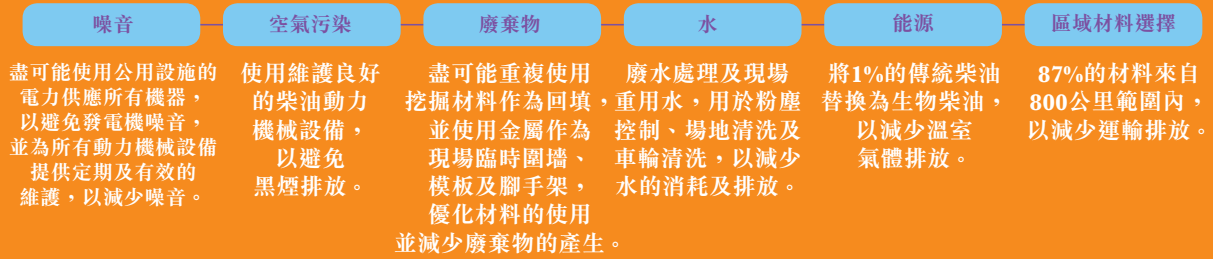 噪音
盡可能使用公用設施的
電力供應所有機器，
以避免發電機噪音，
並為所有動力機械設備
提供定期及有效的
維護，以減少噪音。
空氣污染
使用維護良好
的柴油動力
機械設備，
以避免
黑煙排放。
廢棄物
盡可能重複使用
挖掘材料作為回填，
並使用金屬作為
現場臨時圍墻、
模板及腳手架，
優化材料的使用
並減少廢棄物的產生。
水
廢水處理及現場
重用水，用於粉塵
控制、場地清洗及
車輪清洗，以減少
水的消耗及排放。
能源
將1%的傳統柴油
替換為生物柴油，
以減少溫室
氣體排放。
區域材料選擇
87%的材料來自
800公里範圍內，
以減少運輸排放。